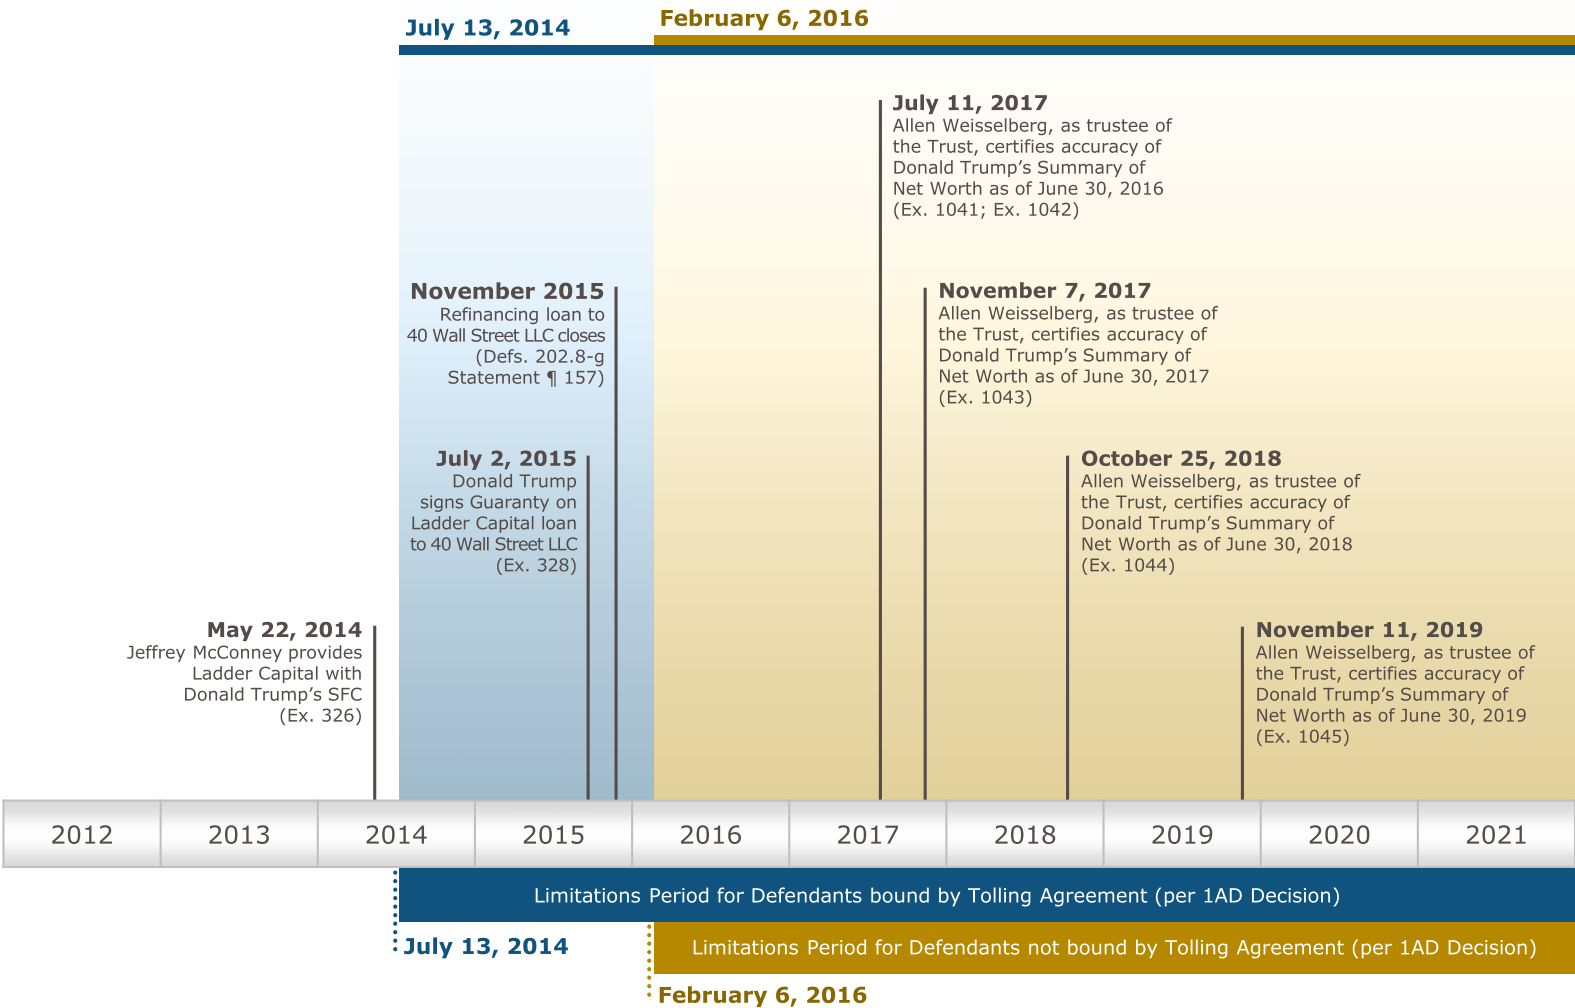 July 13, 2014
February 6, 2016
July 11, 2017
Allen Weisselberg, as trustee of
the Trust, certifies accuracy of
Donald Trump’s Summary of
Net Worth as of June 30, 2016
(Ex. 1041; Ex. 1042)
November 2015
Refinancing loan to
40 Wall Street LLC closes
(Defs. 202.8-g
Statement ¶ 157)
November 7, 2017
Allen Weisselberg, as trustee of
the Trust, certifies accuracy of
Donald Trump’s Summary of
Net Worth as of June 30, 2017
(Ex. 1043)
July 2, 2015
Donald Trump
signs Guaranty on
Ladder Capital loan
to 40 Wall Street LLC
(Ex. 328)
October 25, 2018
Allen Weisselberg, as trustee of
the Trust, certifies accuracy of
Donald Trump’s Summary of
Net Worth as of June 30, 2018
(Ex. 1044)
May 22, 2014
Jeffrey McConney provides
Ladder Capital with
Donald Trump’s SFC
(Ex. 326)
November 11, 2019
Allen Weisselberg, as trustee of
the Trust, certifies accuracy of
Donald Trump’s Summary of
Net Worth as of June 30, 2019
(Ex. 1045)
2012 2013 2014 2015 2016 2017 2018 2019 2020 2021
Limitations Period for Defendants bound by Tolling Agreement (per 1AD Decision)
July 13, 2014
Limitations Period for Defendants not bound by Tolling Agreement (per 1AD Decision)
February 6, 2016